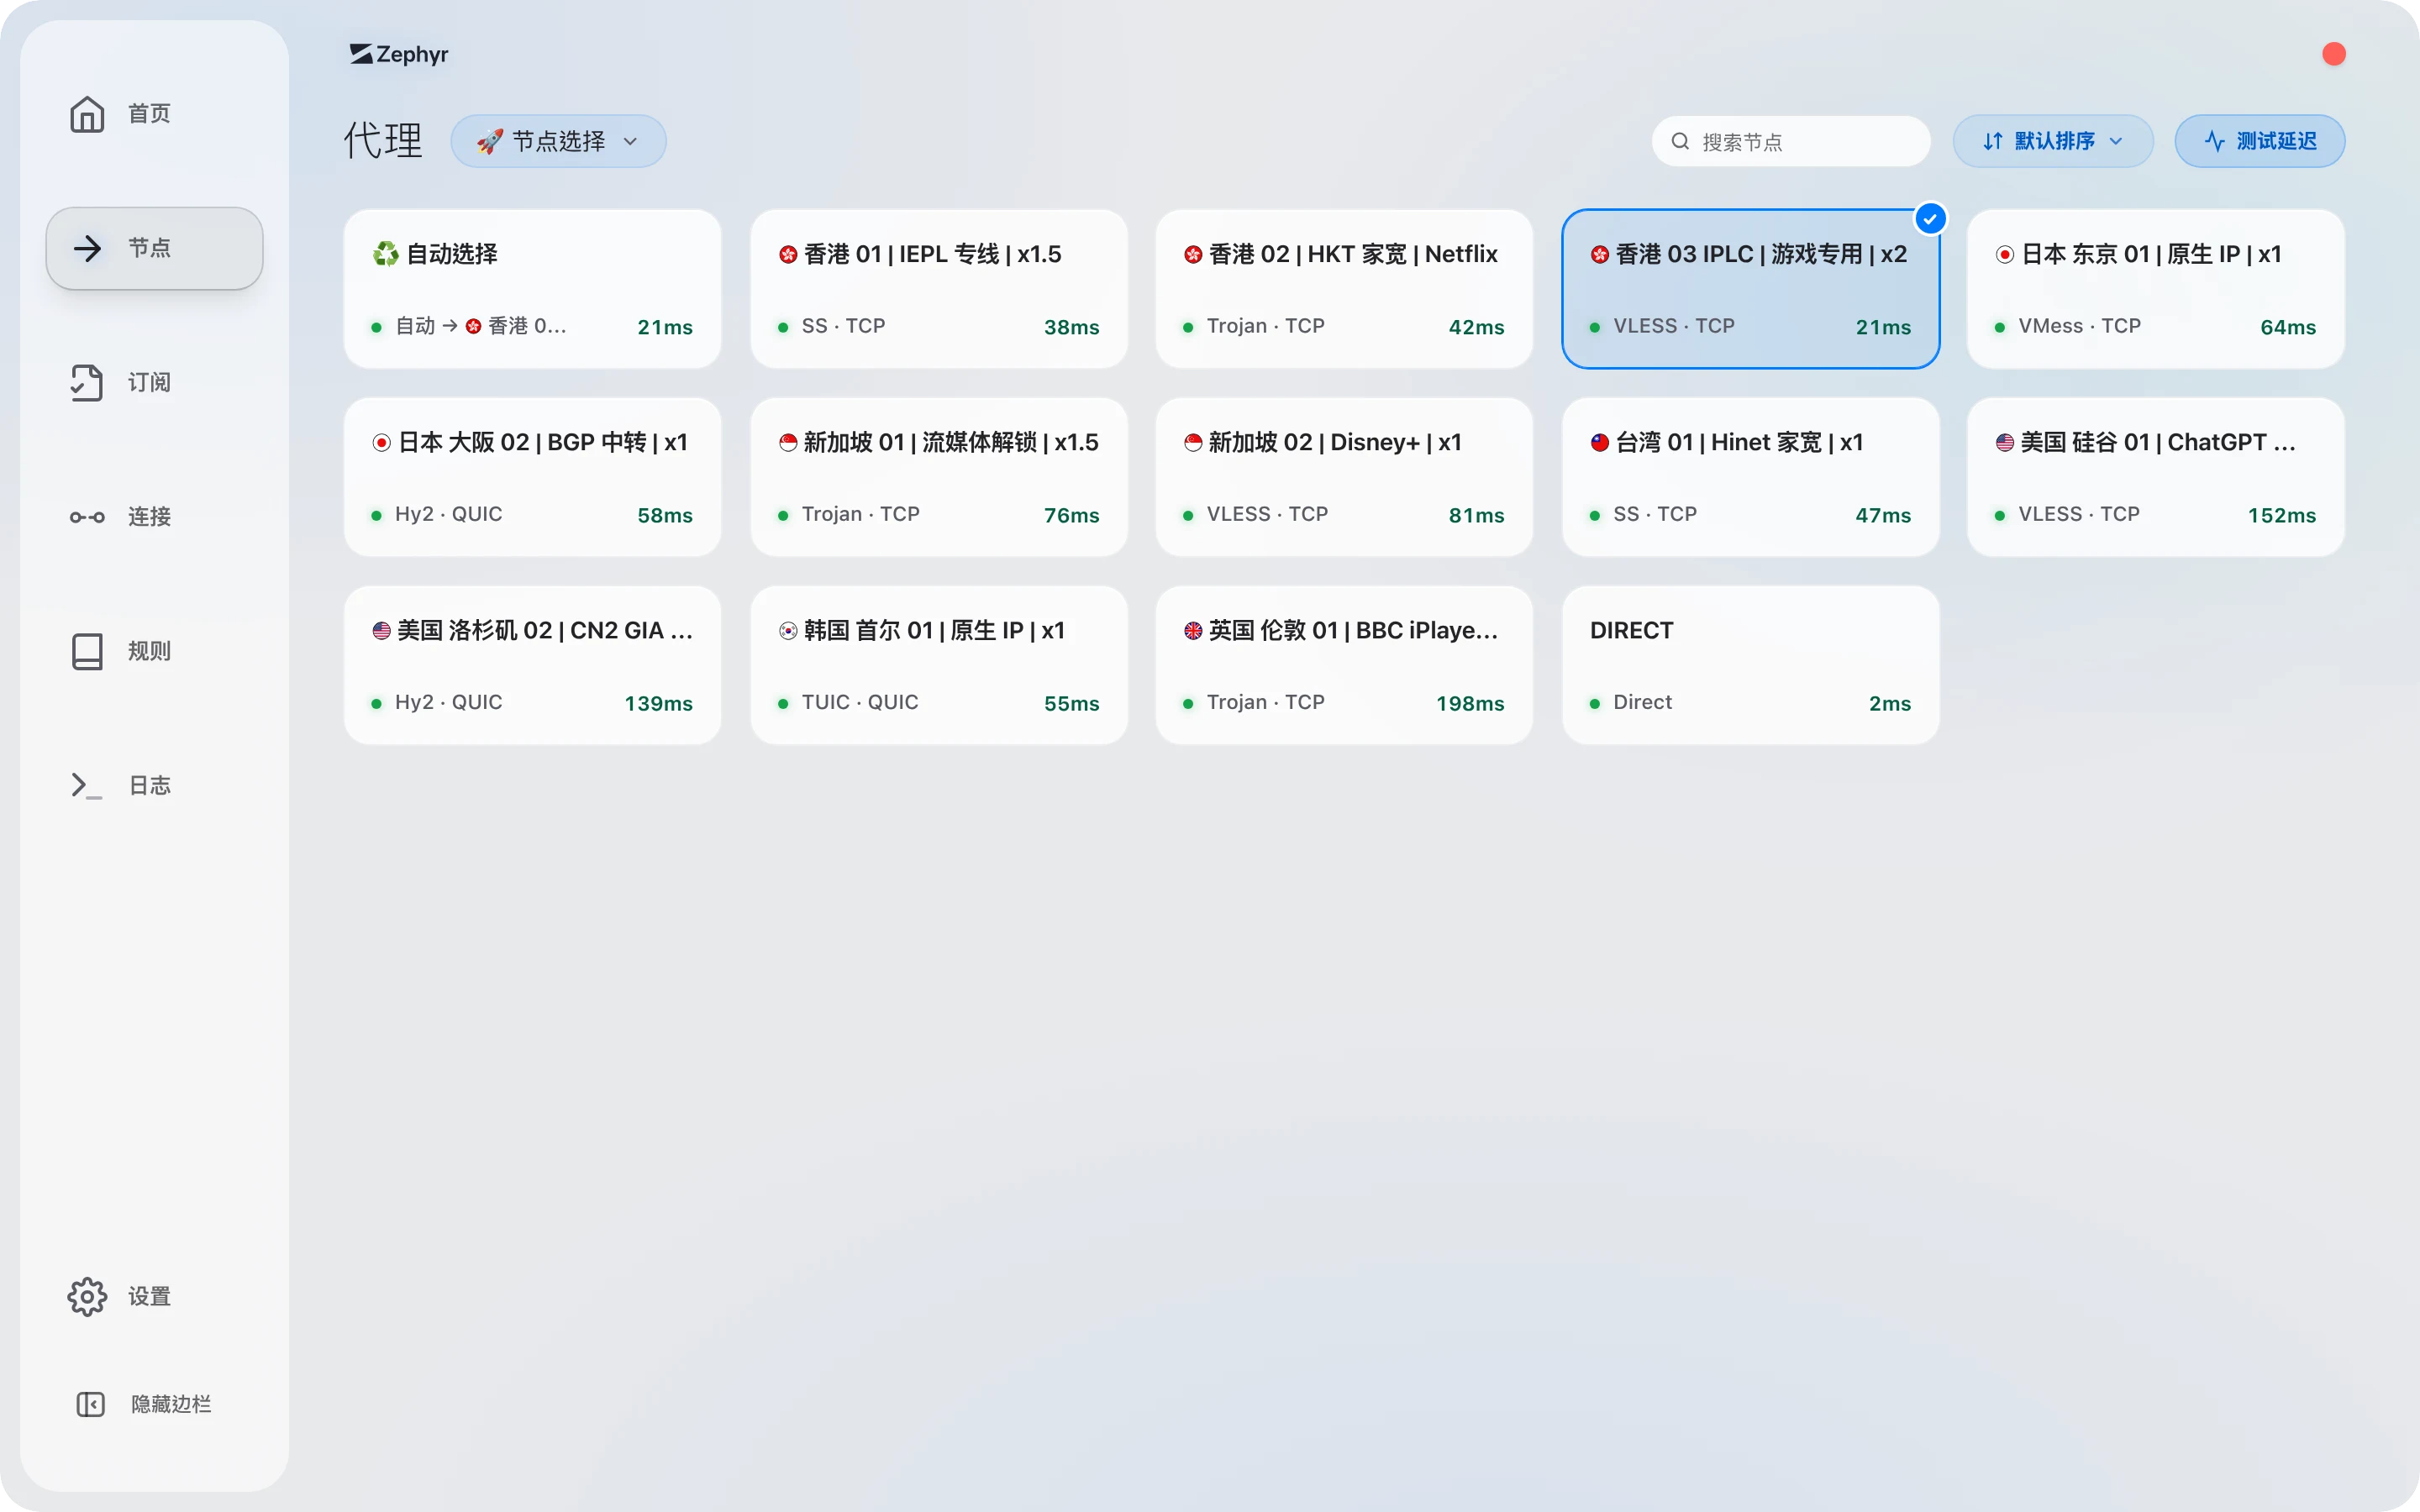 Zephyr
首页
节点
订阅
连接
规则
日志
设置
隐藏边栏
代理
🚀 节点选择
搜索节点
默认排序
测试延迟
♻️ 自动选择
自动 → 🇭🇰 香港 0...
21ms
🇭🇰 香港 01 | IEPL 专线 | x1.5
SS · TCP
38ms
🇭🇰 香港 02 | HKT 家宽 | Netflix
Trojan · TCP
42ms
🇭🇰 香港 03 IPLC | 游戏专用 | x2
VLESS · TCP
21ms
🇯🇵 日本 东京 01 | 原生 IP | x1
VMess · TCP
64ms
🇯🇵 日本 大阪 02 | BGP 中转 | x1
Hy2 · QUIC
58ms
🇸🇬 新加坡 01 | 流媒体解锁 | x1.5
Trojan · TCP
76ms
🇸🇬 新加坡 02 | Disney+ | x1
VLESS · TCP
81ms
🇹🇼 台湾 01 | Hinet 家宽 | x1
SS · TCP
47ms
🇺🇸 美国 硅谷 01 | ChatGPT ...
VLESS · TCP
152ms
🇺🇸 美国 洛杉矶 02 | CN2 GIA ...
Hy2 · QUIC
139ms
🇰🇷 韩国 首尔 01 | 原生 IP | x1
TUIC · QUIC
55ms
🇬🇧 英国 伦敦 01 | BBC iPlaye...
Trojan · TCP
198ms
DIRECT
Direct
2ms